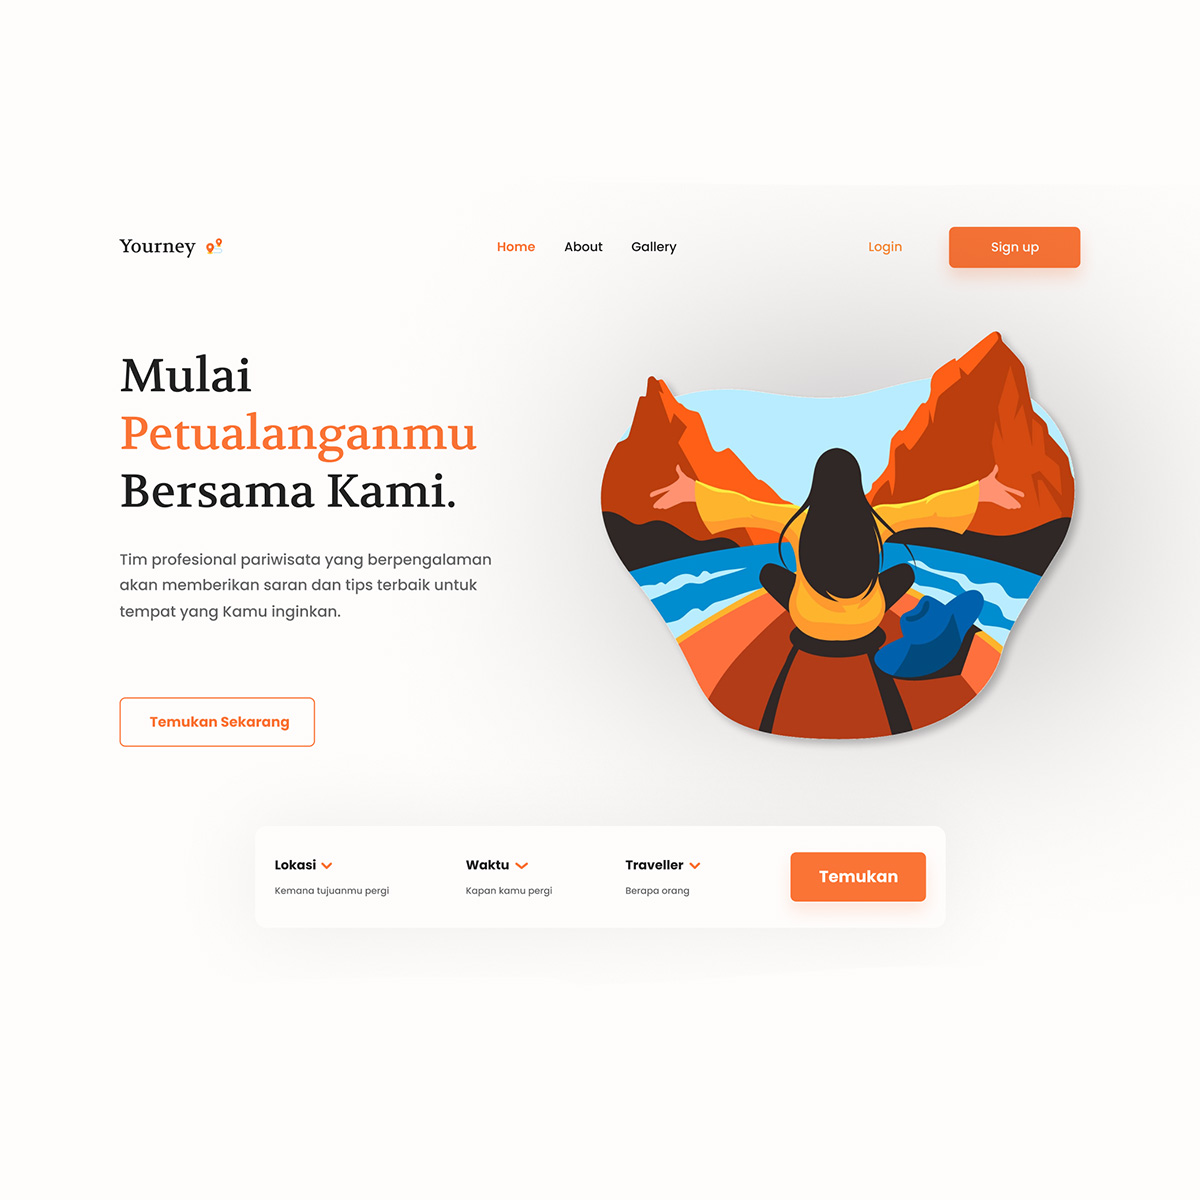 Yourney
Home About Gallery
Login Sign up
Mulai
Petualanganmu
Bersama Kami.
Tim profesional pariwisata yang berpengalaman
akan memberikan saran dan tips terbaik untuk
tempat yang Kamu inginkan.
Temukan Sekarang
Lokasi Waktu Traveller
Kemana tujuanmu pergi Kapan kamu pergi Berapa orang
Temukan